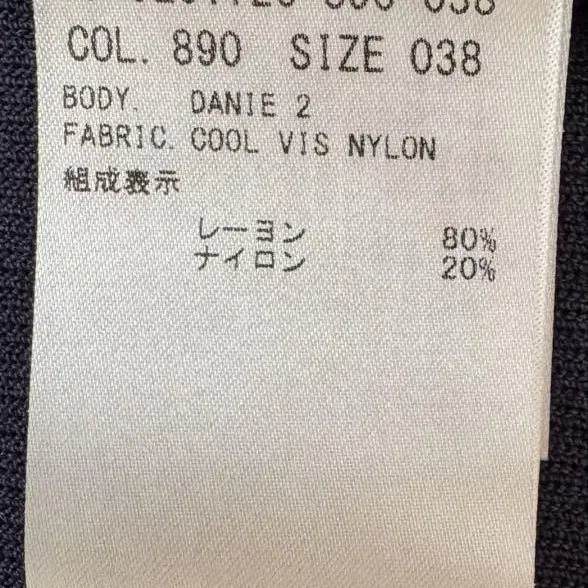 COL. 890 SIZE 038
BODY. DANIE 2
FABRIC. COOL VIS NYLON
組成表示
レーヨン 80%
ナイロン 20%